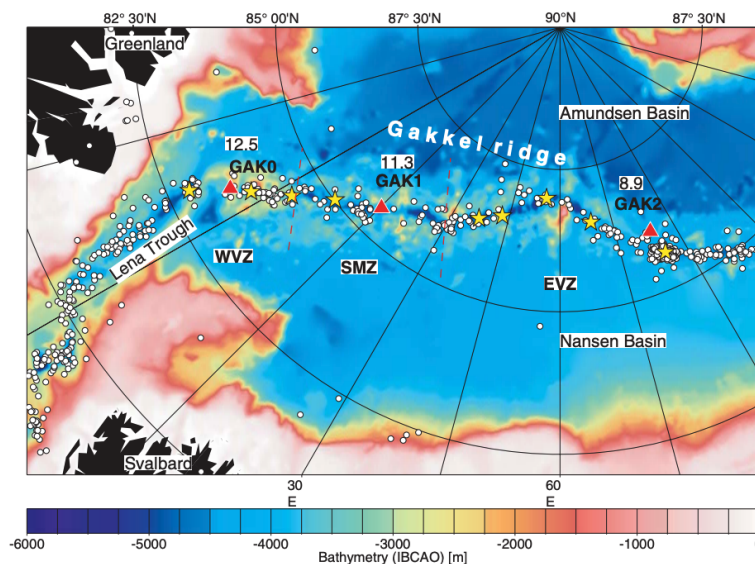 82° 30'N
85° 00'N
87° 30'N
90°N
87° 30'N
Greenland
Amundsen Basin
Gakkel ridge
12.5
GAK0
11.3
GAK1
8.9
GAK2
Lena Trough
WVZ
SMZ
EVZ
Nansen Basin
Svalbard
30
E
60
E
-6000
-5000
-4000
-3000
-2000
-1000
Bathymetry (IBCAO) [m]